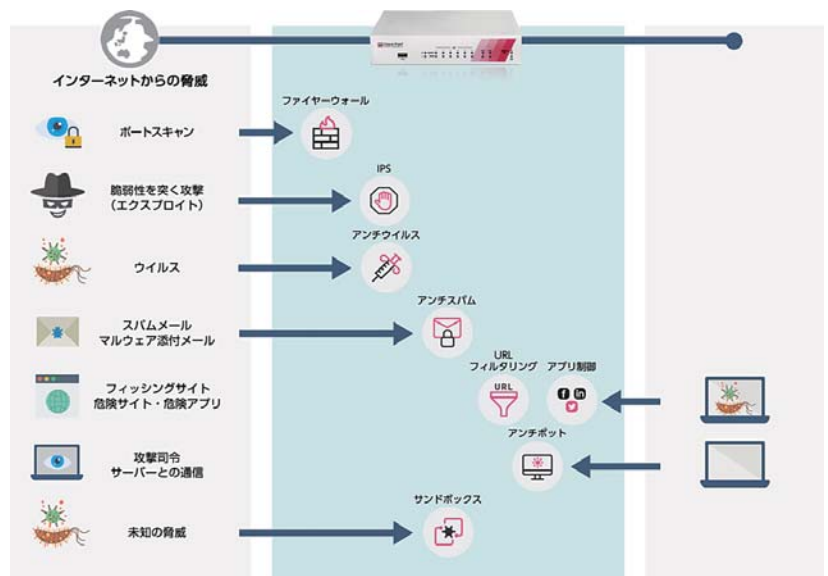 インターネットからの脅威
ファイヤーウォール
ポートスキャン
IPS
脆弱性を突く攻撃
（エクスプロイト）
アンチウイルス
ウイルス
アンチスパム
スパムメール
マルウェア添付メール
URL
フィルタリング
アプリ制御
URL
フィッシングサイト
危険サイト・危険アプリ
アンチボット
攻撃司令
サーバーとの通信
サンドボックス
未知の脅威